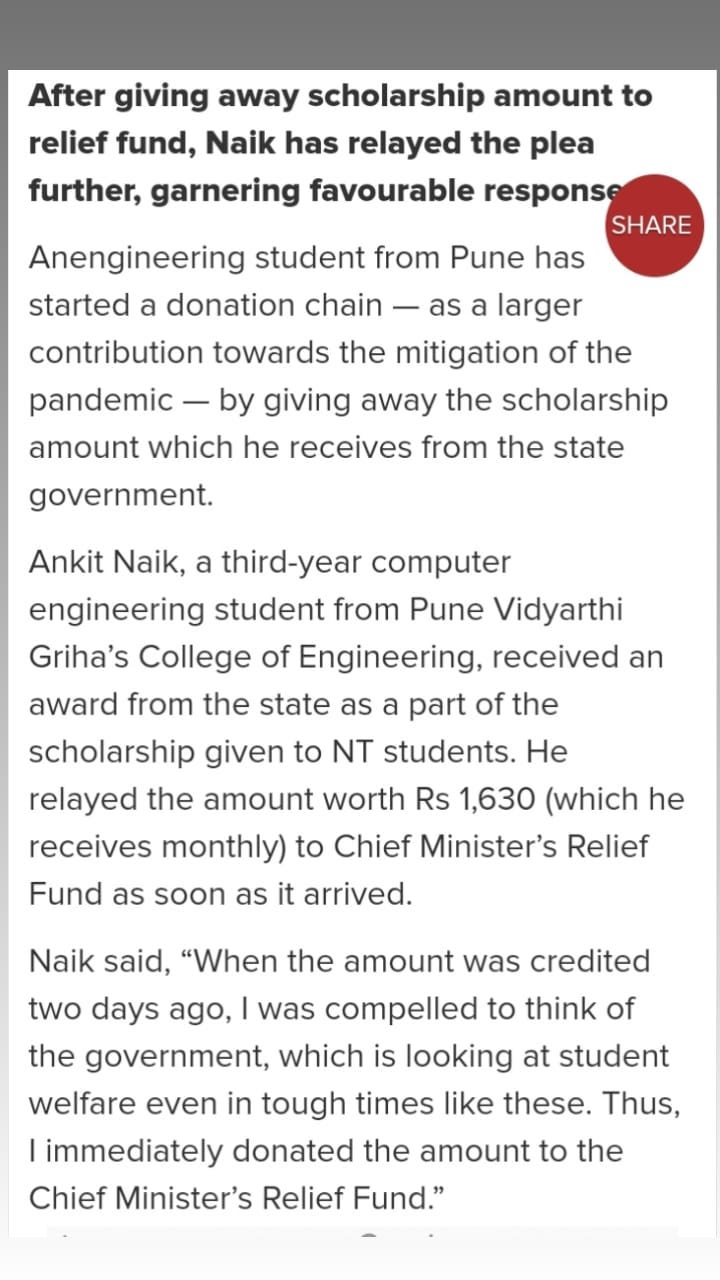 After giving away scholarship amount to
relief fund, Naik has relayed the plea
further, garnering favourable response
SHARE
Anengineering student from Pune has
started a donation chain — as a larger
contribution towards the mitigation of the
pandemic — by giving away the scholarship
amount which he receives from the state
government.
Ankit Naik, a third-year computer
engineering student from Pune Vidyarthi
Griha’s College of Engineering, received an
award from the state as a part of the
scholarship given to NT students. He
relayed the amount worth Rs 1,630 (which he
receives monthly) to Chief Minister’s Relief
Fund as soon as it arrived.
Naik said, “When the amount was credited
two days ago, I was compelled to think of
the government, which is looking at student
welfare even in tough times like these. Thus,
I immediately donated the amount to the
Chief Minister’s Relief Fund.”